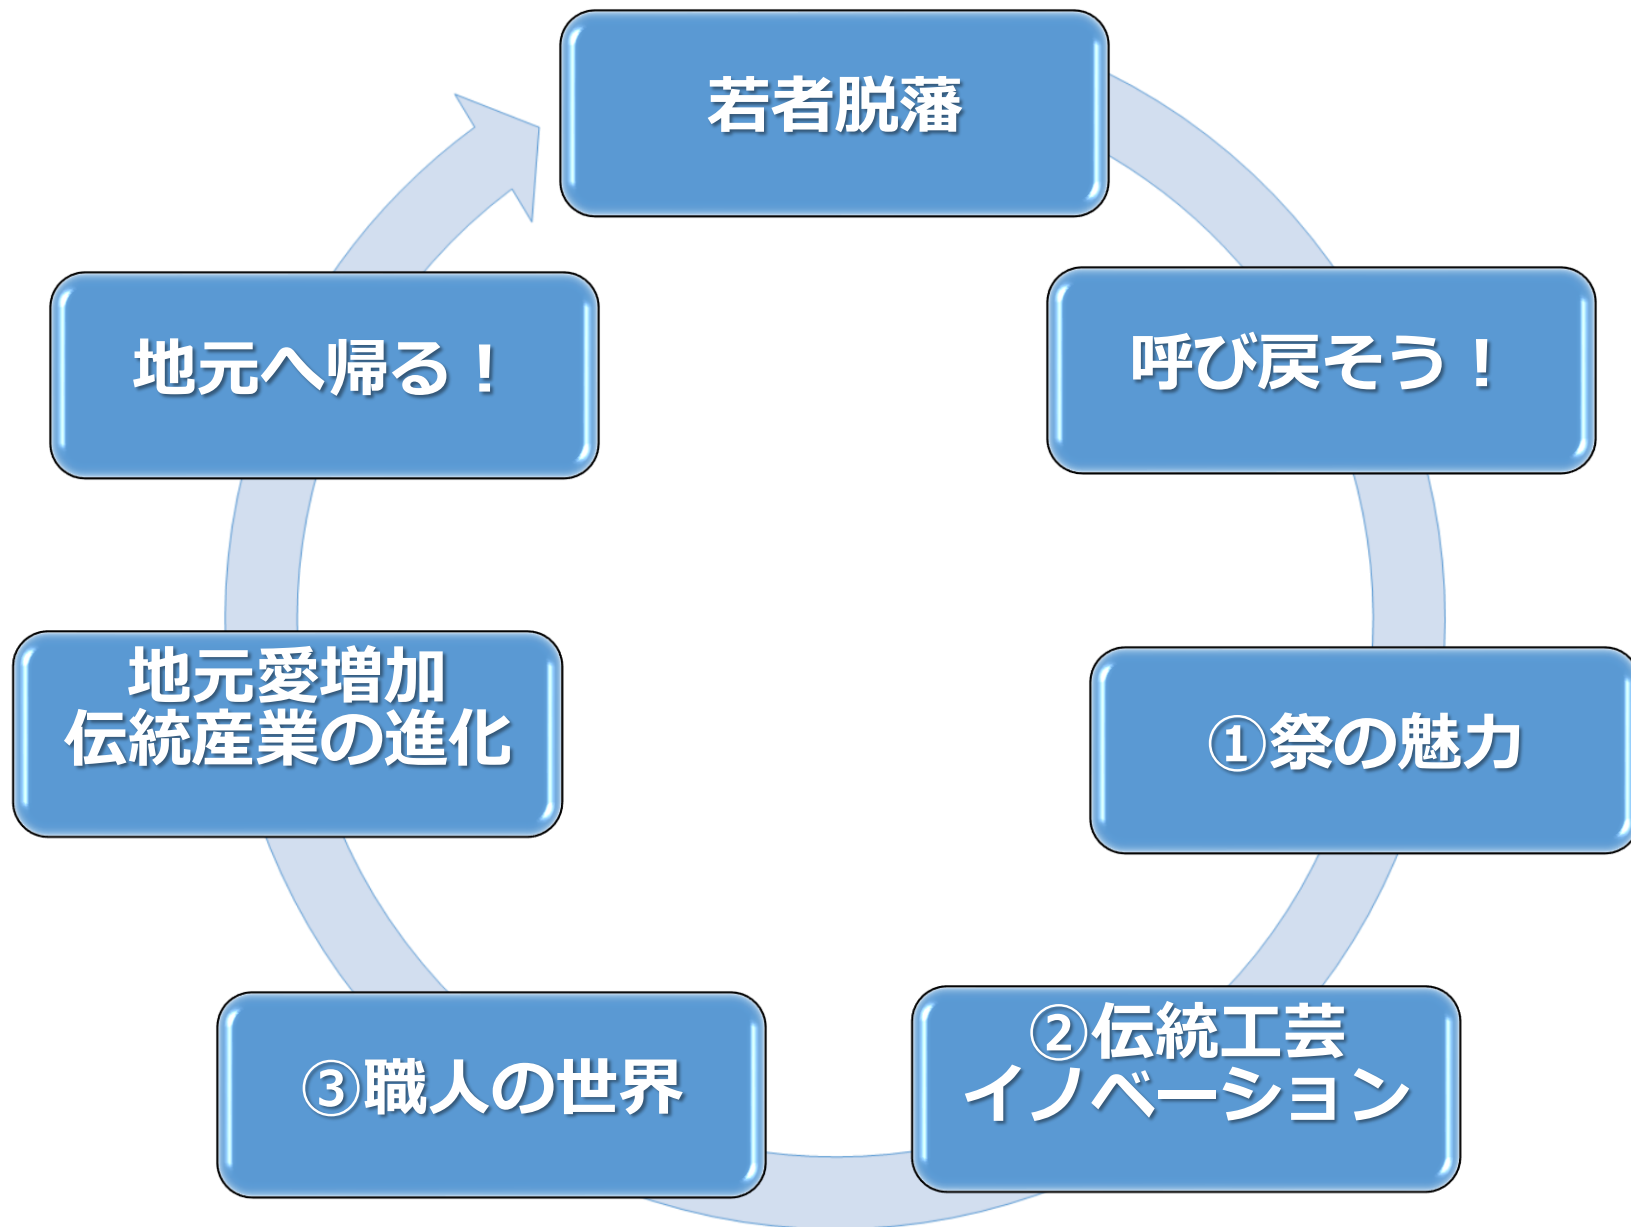 若者脱藩
呼び戻そう！
①祭の魅力
②伝統工芸
イノベーション
③職人の世界
地元愛増加
伝統産業の進化
地元へ帰る！